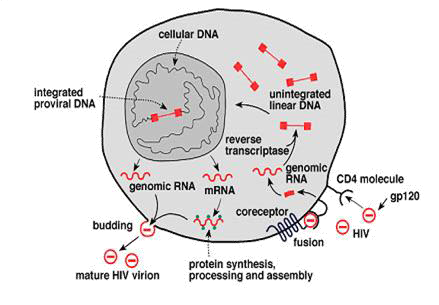 cellular DNA
integrated
proviral DNA
unintegrated
linear DNA
reverse
transcriptase
genomic
RNA
CD4 molecule
gp120
genomic RNA
mRNA
coreceptor
budding
HIV
fusion
mature HIV virion
protein synthesis,
processing and assembly